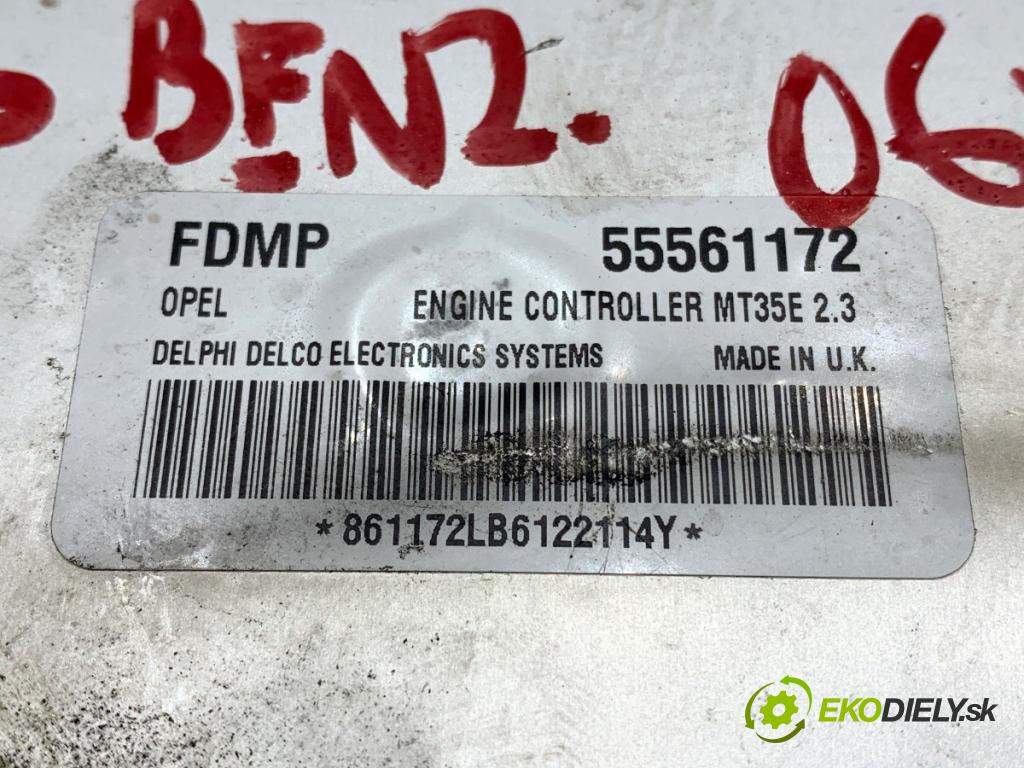 BENZ. 06
FDMP 55561172
OPEL ENGINE CONTROLLER MT35E 2.3
DELPHI DELCO ELECTRONICS SYSTEMS MADE IN U.K.
*861172LB6122114Y*
EKODIELY.sk